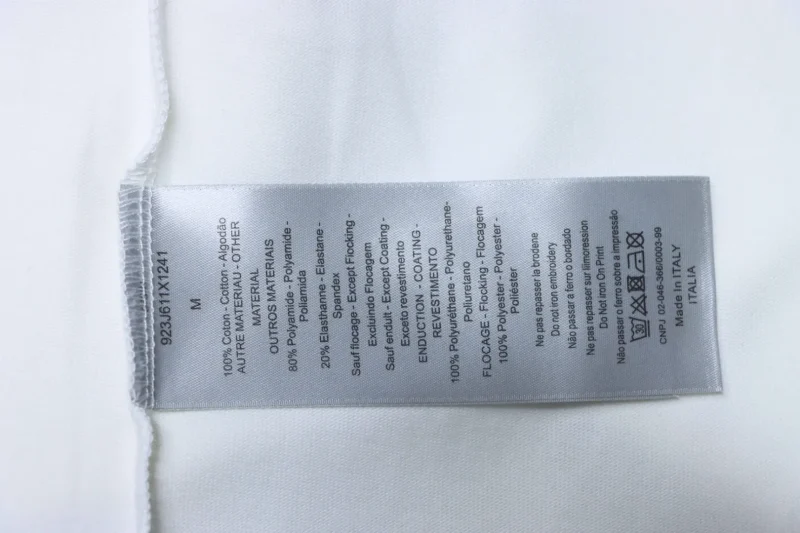 923J611X1241
M
100% Coton - Cotton - Algodão
AUTRE MATERIAU - OTHER
MATERIAL
OUTROS MATERIAIS
80% Polyamide - Polyamide -
Poliamida
20% Elasthanne - Elastane -
Spandex
Sauf flocage - Except Flocking -
Excluindo Flocagem
Sauf enduit - Except Coating -
Exceto revestimento
ENDUCTION - COATING -
REVESTIMENTO
100% Polyuréthane - Polyurethane-
Poliuretano
FLOCAGE - Flocking - Flocagem
100% Polyester - Polyester -
Poliéster
Ne pas repasser la brodene
Do not iron embroidery
Não passar a ferro o bordado
Ne pas repasser sur limoression
Do Not iron On Print
Não passar o ferro sobre a impressão
CNPJ 02-046-366/0003-99
Made In ITALY
ITALIA